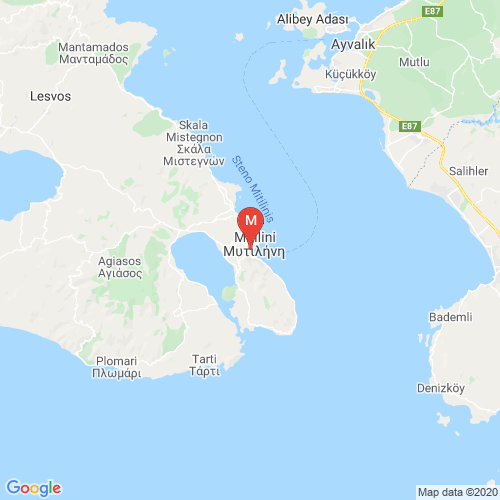 Alibey Adası
E87
Ayvalık
Mantamados
Μανταμάδος
Mutlu
Küçükköy
Lesvos
Skala
Mistegnon
Σκάλα
Μιστεγνών
E87
Steno Mitilinis
Salihler
M
Μυτιλήνη
Agiasos
Αγιάσος
Bademli
Plomari
Πλωμάρι
Tarti
Τάρτι
Denizköy
Google
Map data ©2020